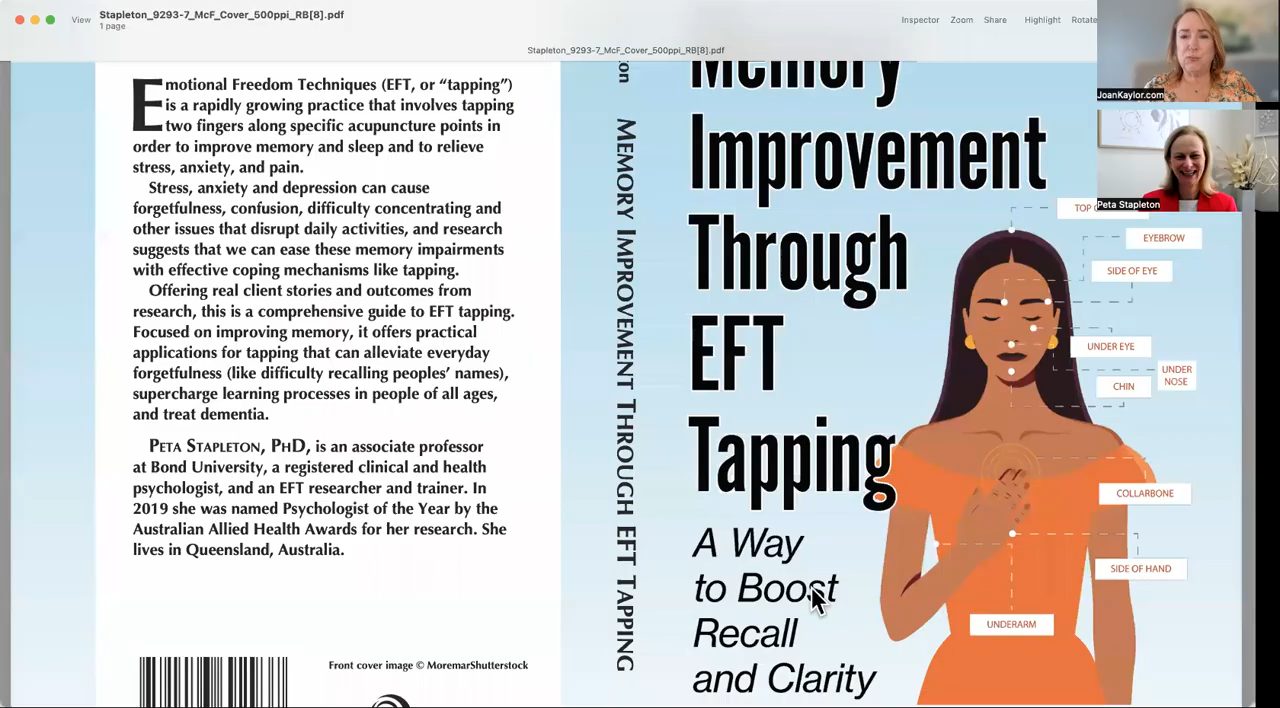 View
Stapleton_9293-7_McF_Cover_500ppi_RB[8].pdf
1 page
Inspector
Zoom
Share
Highlight
Rotate
Stapleton_9293-7_McF_Cover_500ppi_RB[8].pdf
JoanKaylor.com
Peta Stapleton
Emotional Freedom Techniques (EFT, or “tapping”)
is a rapidly growing practice that involves tapping
two fingers along specific acupuncture points in
order to improve memory and sleep and to relieve
stress, anxiety, and pain.
Stress, anxiety and depression can cause
forgetfulness, confusion, difficulty concentrating and
other issues that disrupt daily activities, and research
suggests that we can ease these memory impairments
with effective coping mechanisms like tapping.
Offering real client stories and outcomes from
research, this is a comprehensive guide to EFT tapping.
Focused on improving memory, it offers practical
applications for tapping that can alleviate everyday
forgetfulness (like difficulty recalling peoples’ names),
supercharge learning processes in people of all ages,
and treat dementia.
PETA STAPLETON, PHD, is an associate professor
at Bond University, a registered clinical and health
psychologist, and an EFT researcher and trainer. In
2019 she was named Psychologist of the Year by the
Australian Allied Health Awards for her research. She
lives in Queensland, Australia.
Front cover image © MoremarShutterstock
on
MEMORY IMPROVEMENT THROUGH EFT TAPPING
Memory
Improvement
Through
EFT
Tapping
A Way
to Boost
Recall
and Clarity
TOP
EYEBROW
SIDE OF EYE
UNDER EYE
UNDER
NOSE
CHIN
COLLARBONE
SIDE OF HAND
UNDERARM